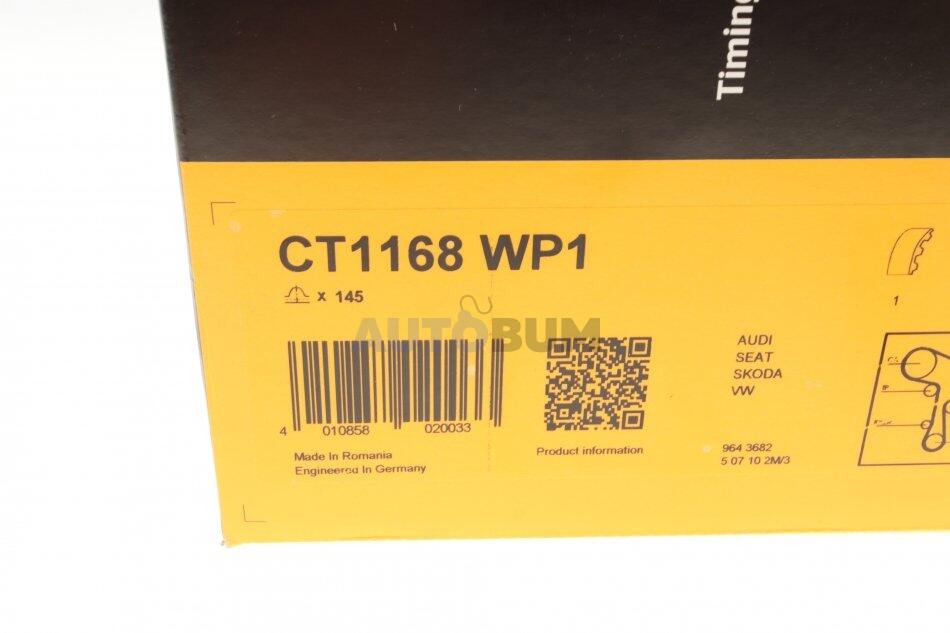 Timing
CT1168 WP1
x 145
AUTOBUM
AUDI
SEAT
SKODA
VW
1
4 010858 020033
Made In Romania
Engineered In Germany
Product information
964 3682
5 07 10 2M/3